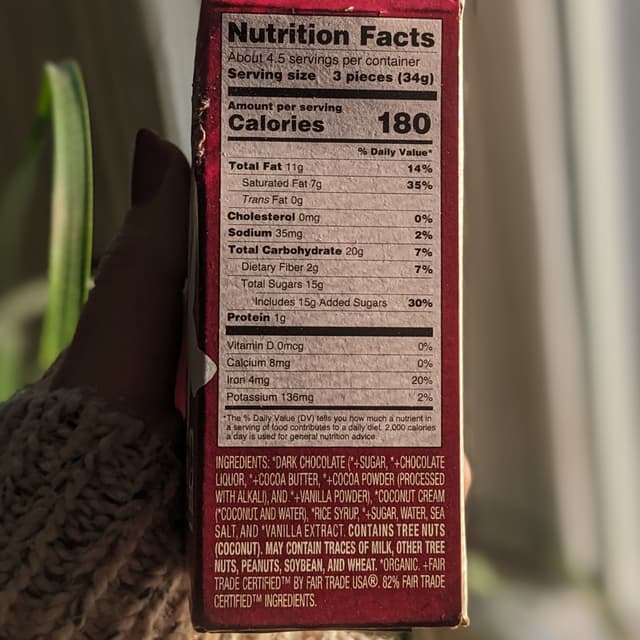 Nutrition Facts
About 4.5 servings per container
Serving size 3 pieces (34g)
Amount per serving
Calories 180
% Daily Value*
Total Fat 11g 14%
Saturated Fat 7g 35%
Trans Fat 0g
Cholesterol 0mg 0%
Sodium 35mg 2%
Total Carbohydrate 20g 7%
Dietary Fiber 2g 7%
Total Sugars 15g
Includes 15g Added Sugars 30%
Protein 1g
Vitamin D 0mcg 0%
Calcium 8mg 0%
Iron 4mg 20%
Potassium 136mg 2%
*The % Daily Value (DV) tells you how much a nutrient in
a serving of food contributes to a daily diet. 2,000 calories
a day is used for general nutrition advice.
INGREDIENTS: *DARK CHOCOLATE (*+SUGAR, *+CHOCOLATE
LIQUOR, *+COCOA BUTTER, *+COCOA POWDER (PROCESSED
WITH ALKALI), AND *+VANILLA POWDER), *COCONUT CREAM
(*COCONUT AND WATER), *RICE SYRUP, *+SUGAR, WATER, SEA
SALT, AND *VANILLA EXTRACT. CONTAINS TREE NUTS
(COCONUT). MAY CONTAIN TRACES OF MILK, OTHER TREE
NUTS, PEANUTS, SOYBEAN, AND WHEAT. *ORGANIC. +FAIR
TRADE CERTIFIED™ BY FAIR TRADE USA®. 82% FAIR TRADE
CERTIFIED™ INGREDIENTS.